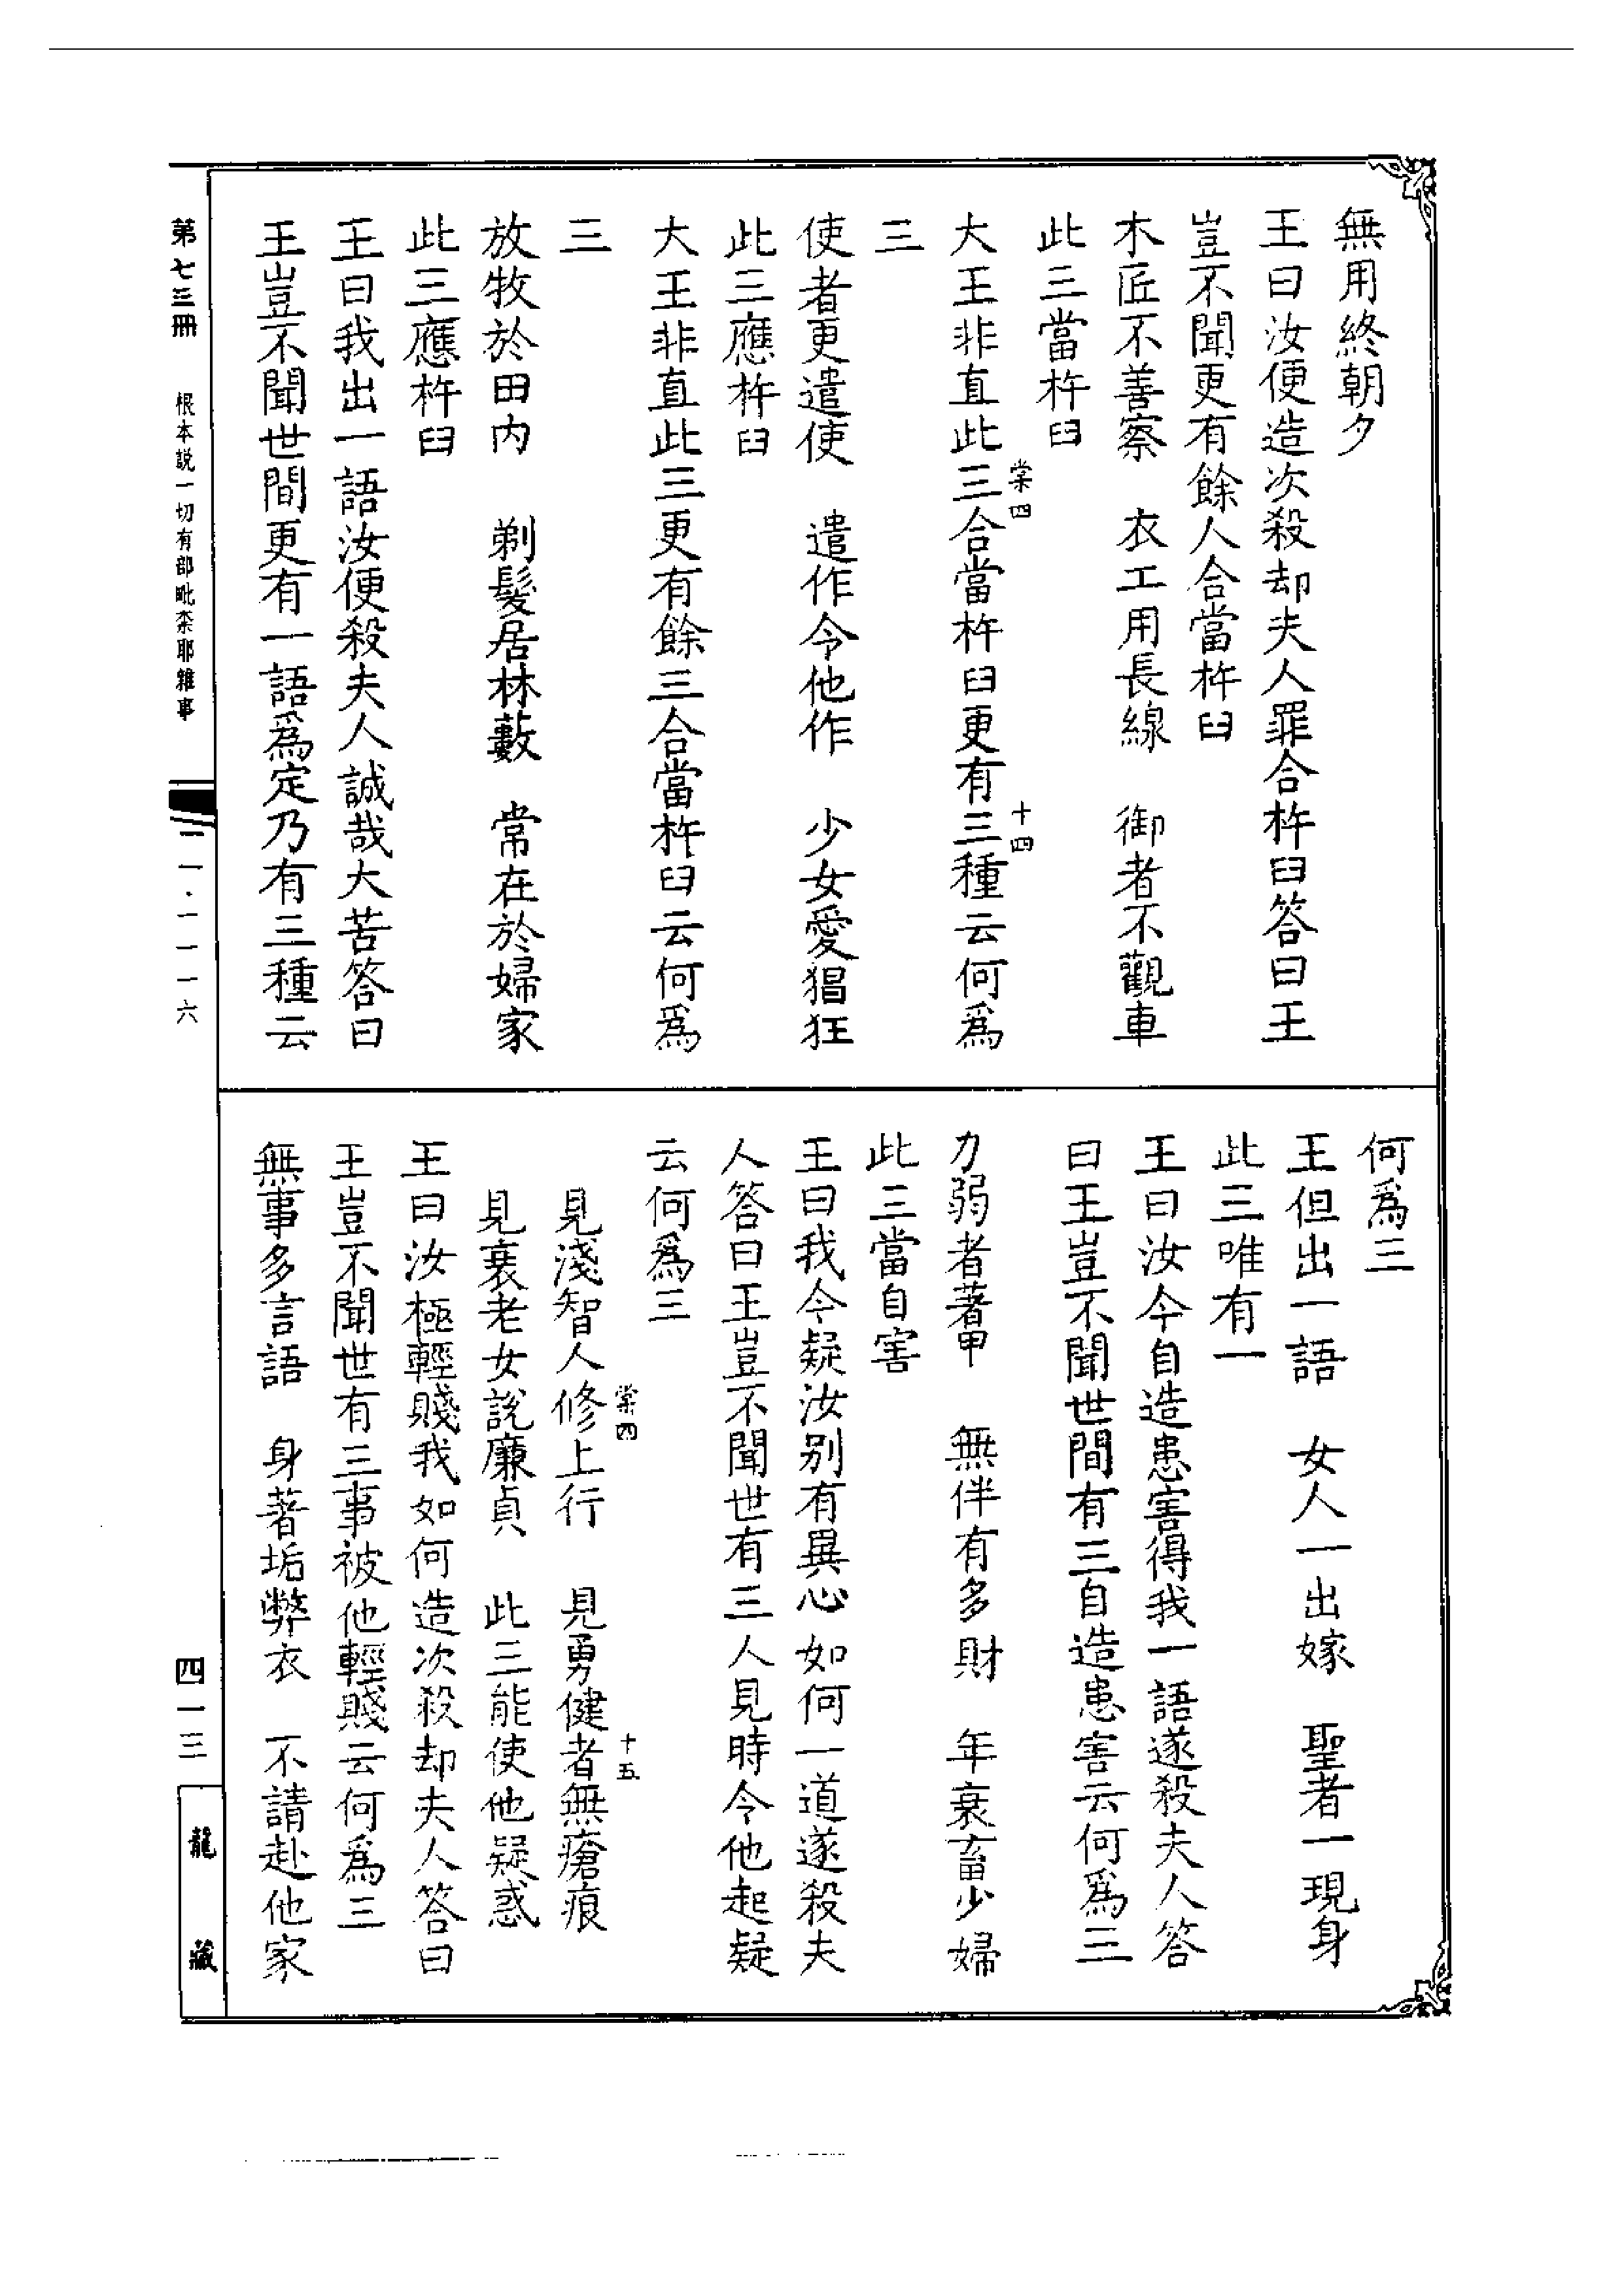 無用終朝夕
王曰汝便造次殺却夫人罪合杵臼答曰王
豈不聞更有餘人合當杵臼
木匠不善察　衣工用長線　御者不觀車
此三當杵臼
棠四
十四
大王非直此三合當杵臼更有三種云何爲
三
使者更遣使　遣作令他作　少女愛猖狂
此三應杵臼
大王非直此三更有餘三合當杵臼云何爲
三
放牧於田内　剃髮居林藪　常在於婦家
此三應杵臼
王曰我出一語汝便殺夫人誠哉大苦答曰
王豈不聞世間更有一語爲定乃有三種云
何爲三
王但出一語　女人一出嫁　聖者一現身
此三唯有一
王曰汝今自造患害得我一語遂殺夫人答
曰王豈不聞世間有三自造患害云何爲三
力弱者著甲　無伴有多財　年衰畜少婦
此三當自害
王曰我今疑汝别有異心如何一道遂殺夫
人答曰王豈不聞世有三人見時令他起疑
云何爲三
棠四
十五
見淺智人修上行　見勇健者無瘡痕
見衰老女說廉貞　此三能使他疑惑
王曰汝極輕賤我如何造次殺却夫人答曰
王豈不聞世有三事被他輕賤云何爲三
無事多言語　身著垢弊衣　不請赴他家
第七三冊　根本説一切有部毗柰耶雜事
二一·一一一六
四一三
龍藏